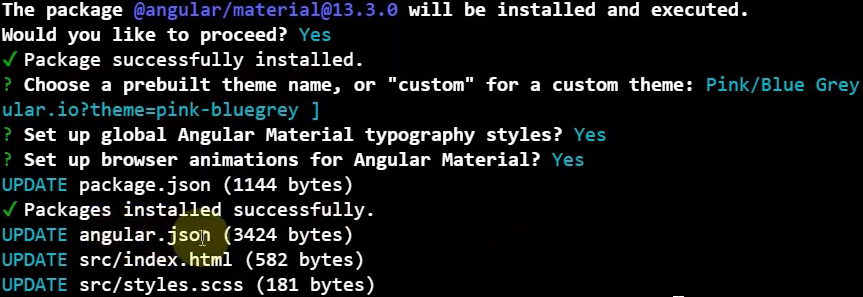 The package @angular/material@13.3.0 will be installed and executed.
Would you like to proceed? Yes
✓ Package successfully installed.
? Choose a prebuilt theme name, or "custom" for a custom theme: Pink/Blue Grey
ular.io?theme=pink-bluegrey ]
? Set up global Angular Material typography styles? Yes
? Set up browser animations for Angular Material? Yes
UPDATE package.json (1144 bytes)
✓ Packages installed successfully.
UPDATE angular.json (3424 bytes)
UPDATE src/index.html (582 bytes)
UPDATE src/styles.scss (181 bytes)